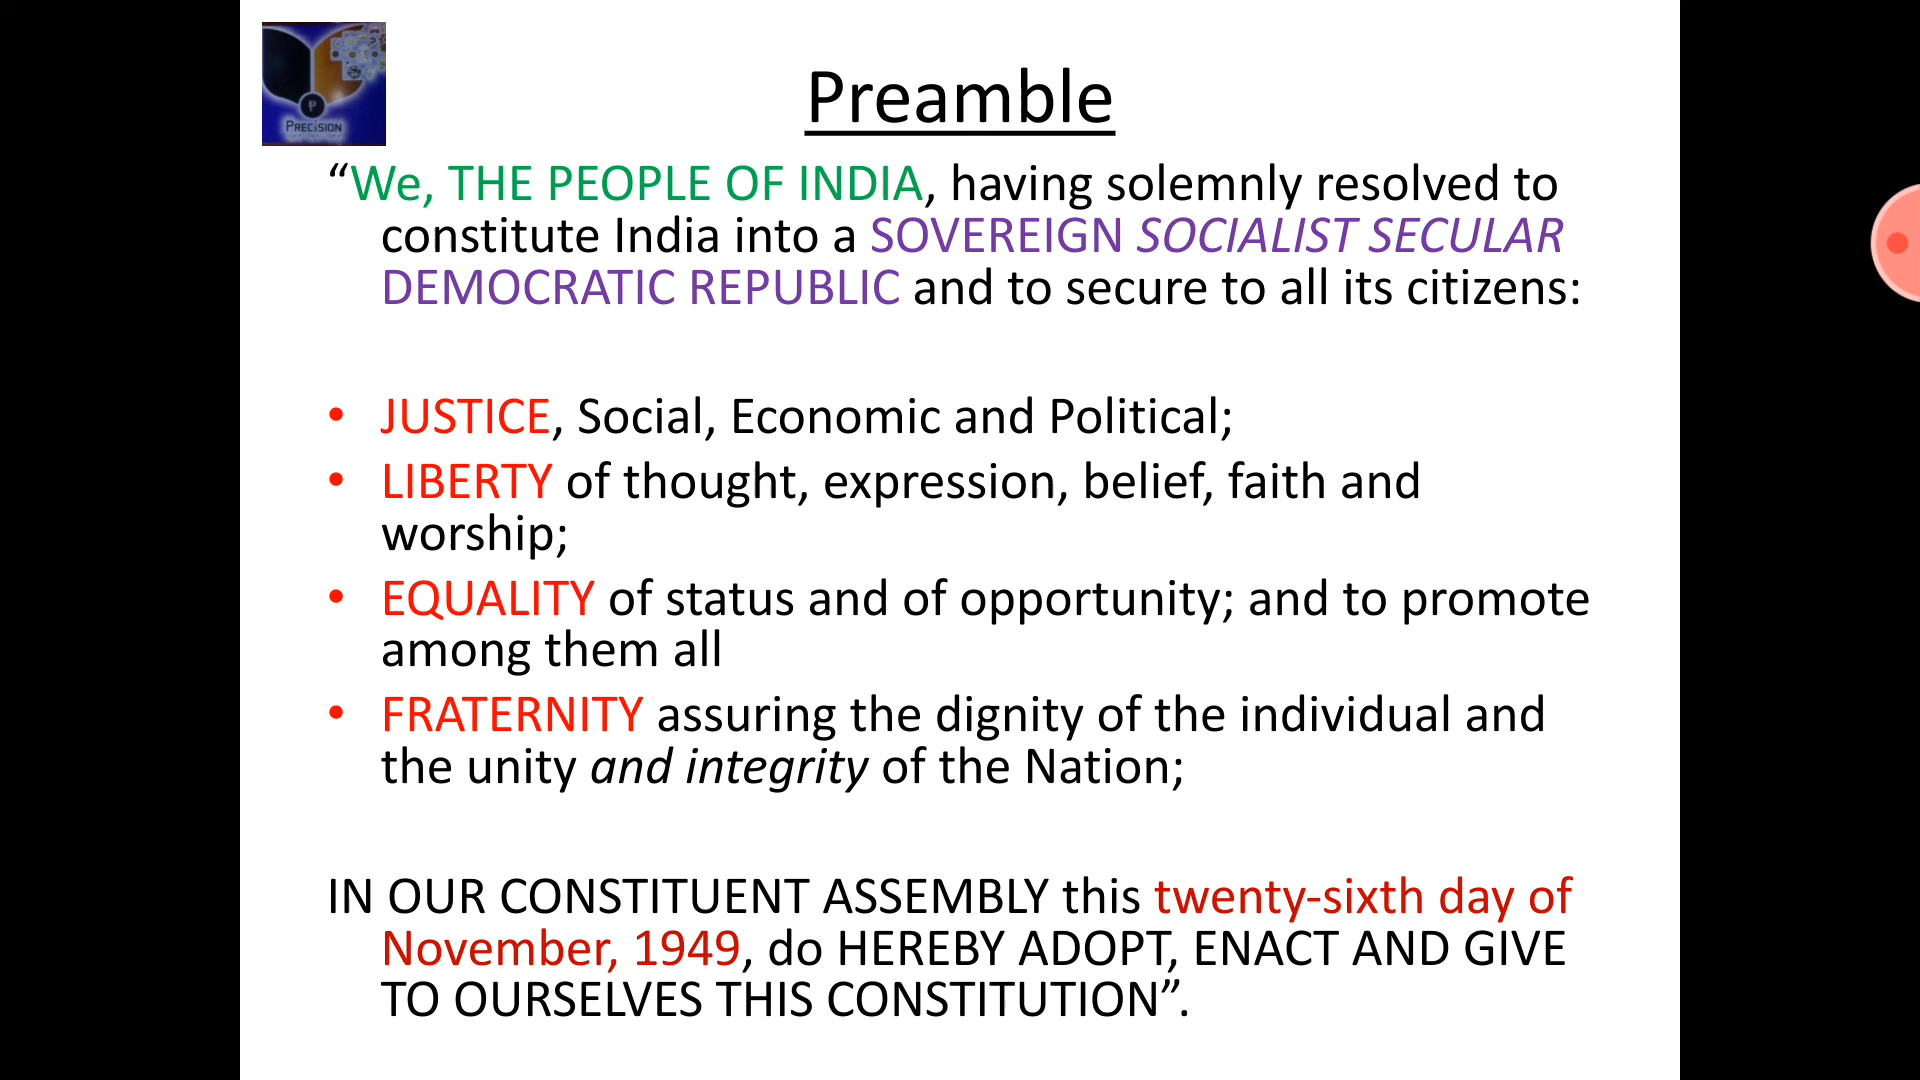 PRECISION
Preamble
“We, THE PEOPLE OF INDIA, having solemnly resolved to
constitute India into a SOVEREIGN SOCIALIST SECULAR
DEMOCRATIC REPUBLIC and to secure to all its citizens:
• JUSTICE, Social, Economic and Political;
• LIBERTY of thought, expression, belief, faith and
worship;
• EQUALITY of status and of opportunity; and to promote
among them all
• FRATERNITY assuring the dignity of the individual and
the unity and integrity of the Nation;
IN OUR CONSTITUENT ASSEMBLY this twenty-sixth day of
November, 1949, do HEREBY ADOPT, ENACT AND GIVE
TO OURSELVES THIS CONSTITUTION”.